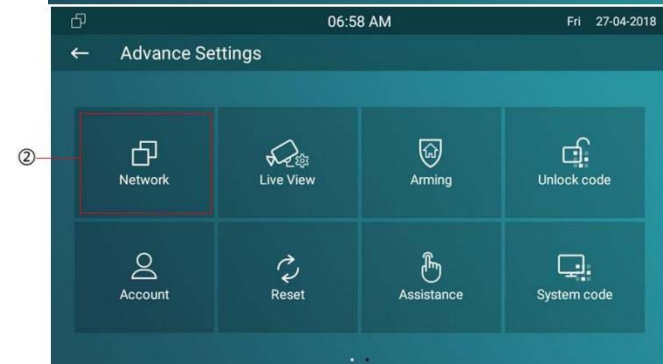 06:58 AM Fri 27-04-2018
← Advance Settings
②
Network Live View Arming Unlock code
Account Reset Assistance System code